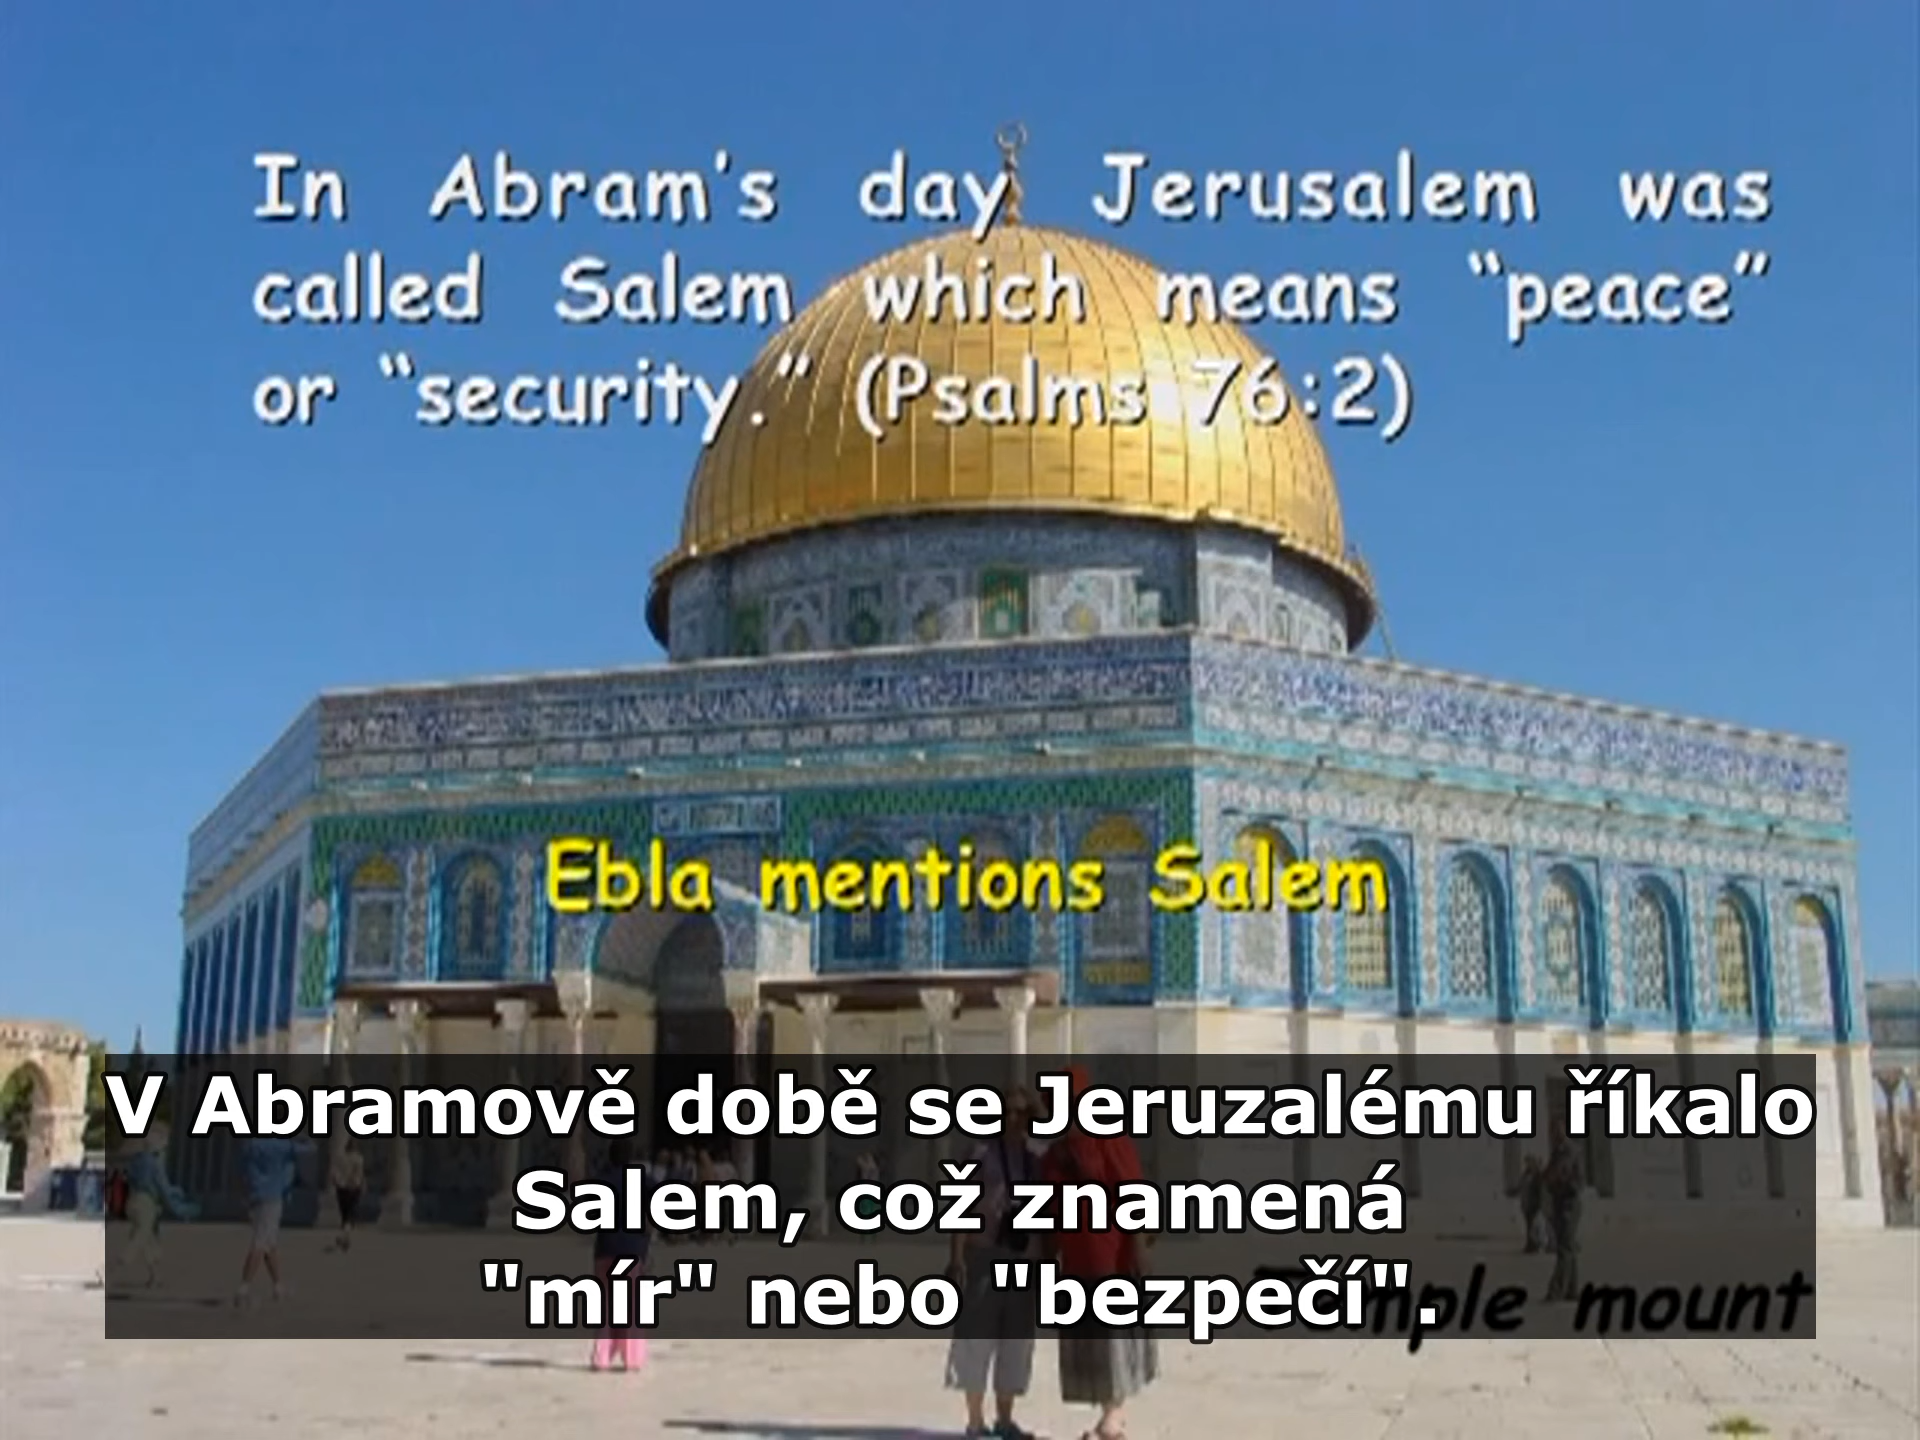 In Abram's day Jerusalem was
called Salem which means “peace”
or “security.” (Psalms 76:2)
Ebla mentions Salem
V Abramově době se Jeruzalému říkalo
Salem, což znamená
"mír" nebo "bezpečí".
Temple mount